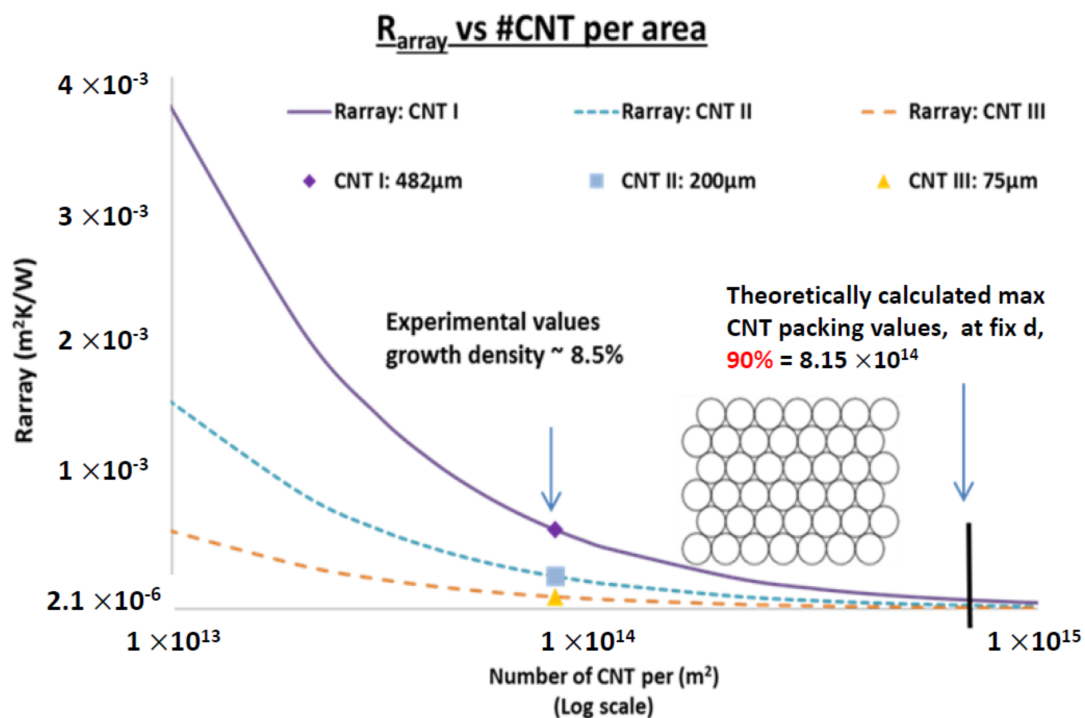 R_array vs #CNT per area
4 ×10⁻³
Rarray: CNT I
Rarray: CNT II
Rarray: CNT III
CNT I: 482μm
CNT II: 200μm
CNT III: 75μm
3 ×10⁻³
Rarray (m²K/W)
2 ×10⁻³
Experimental values
growth density ~ 8.5%
Theoretically calculated max
CNT packing values, at fix d,
90% = 8.15 ×10¹⁴
1 ×10⁻³
2.1 ×10⁻⁶
1 ×10¹³
1 ×10¹⁴
1 ×10¹⁵
Number of CNT per (m²)
(Log scale)